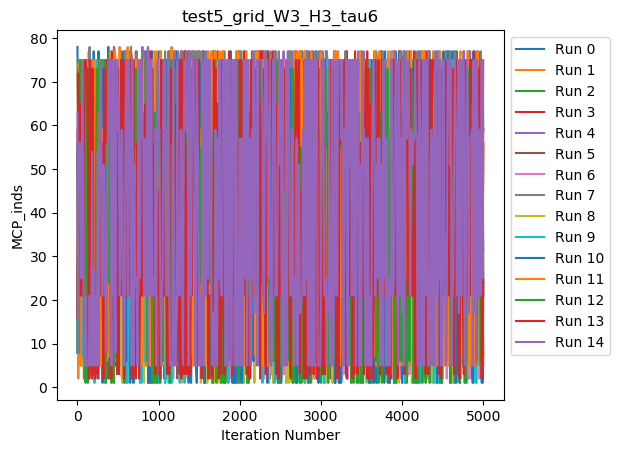 test5_grid_W3_H3_tau6
80
70
60
50
40
30
20
10
0
MCP_inds
0 1000 2000 3000 4000 5000
Iteration Number
Run 0
Run 1
Run 2
Run 3
Run 4
Run 5
Run 6
Run 7
Run 8
Run 9
Run 10
Run 11
Run 12
Run 13
Run 14